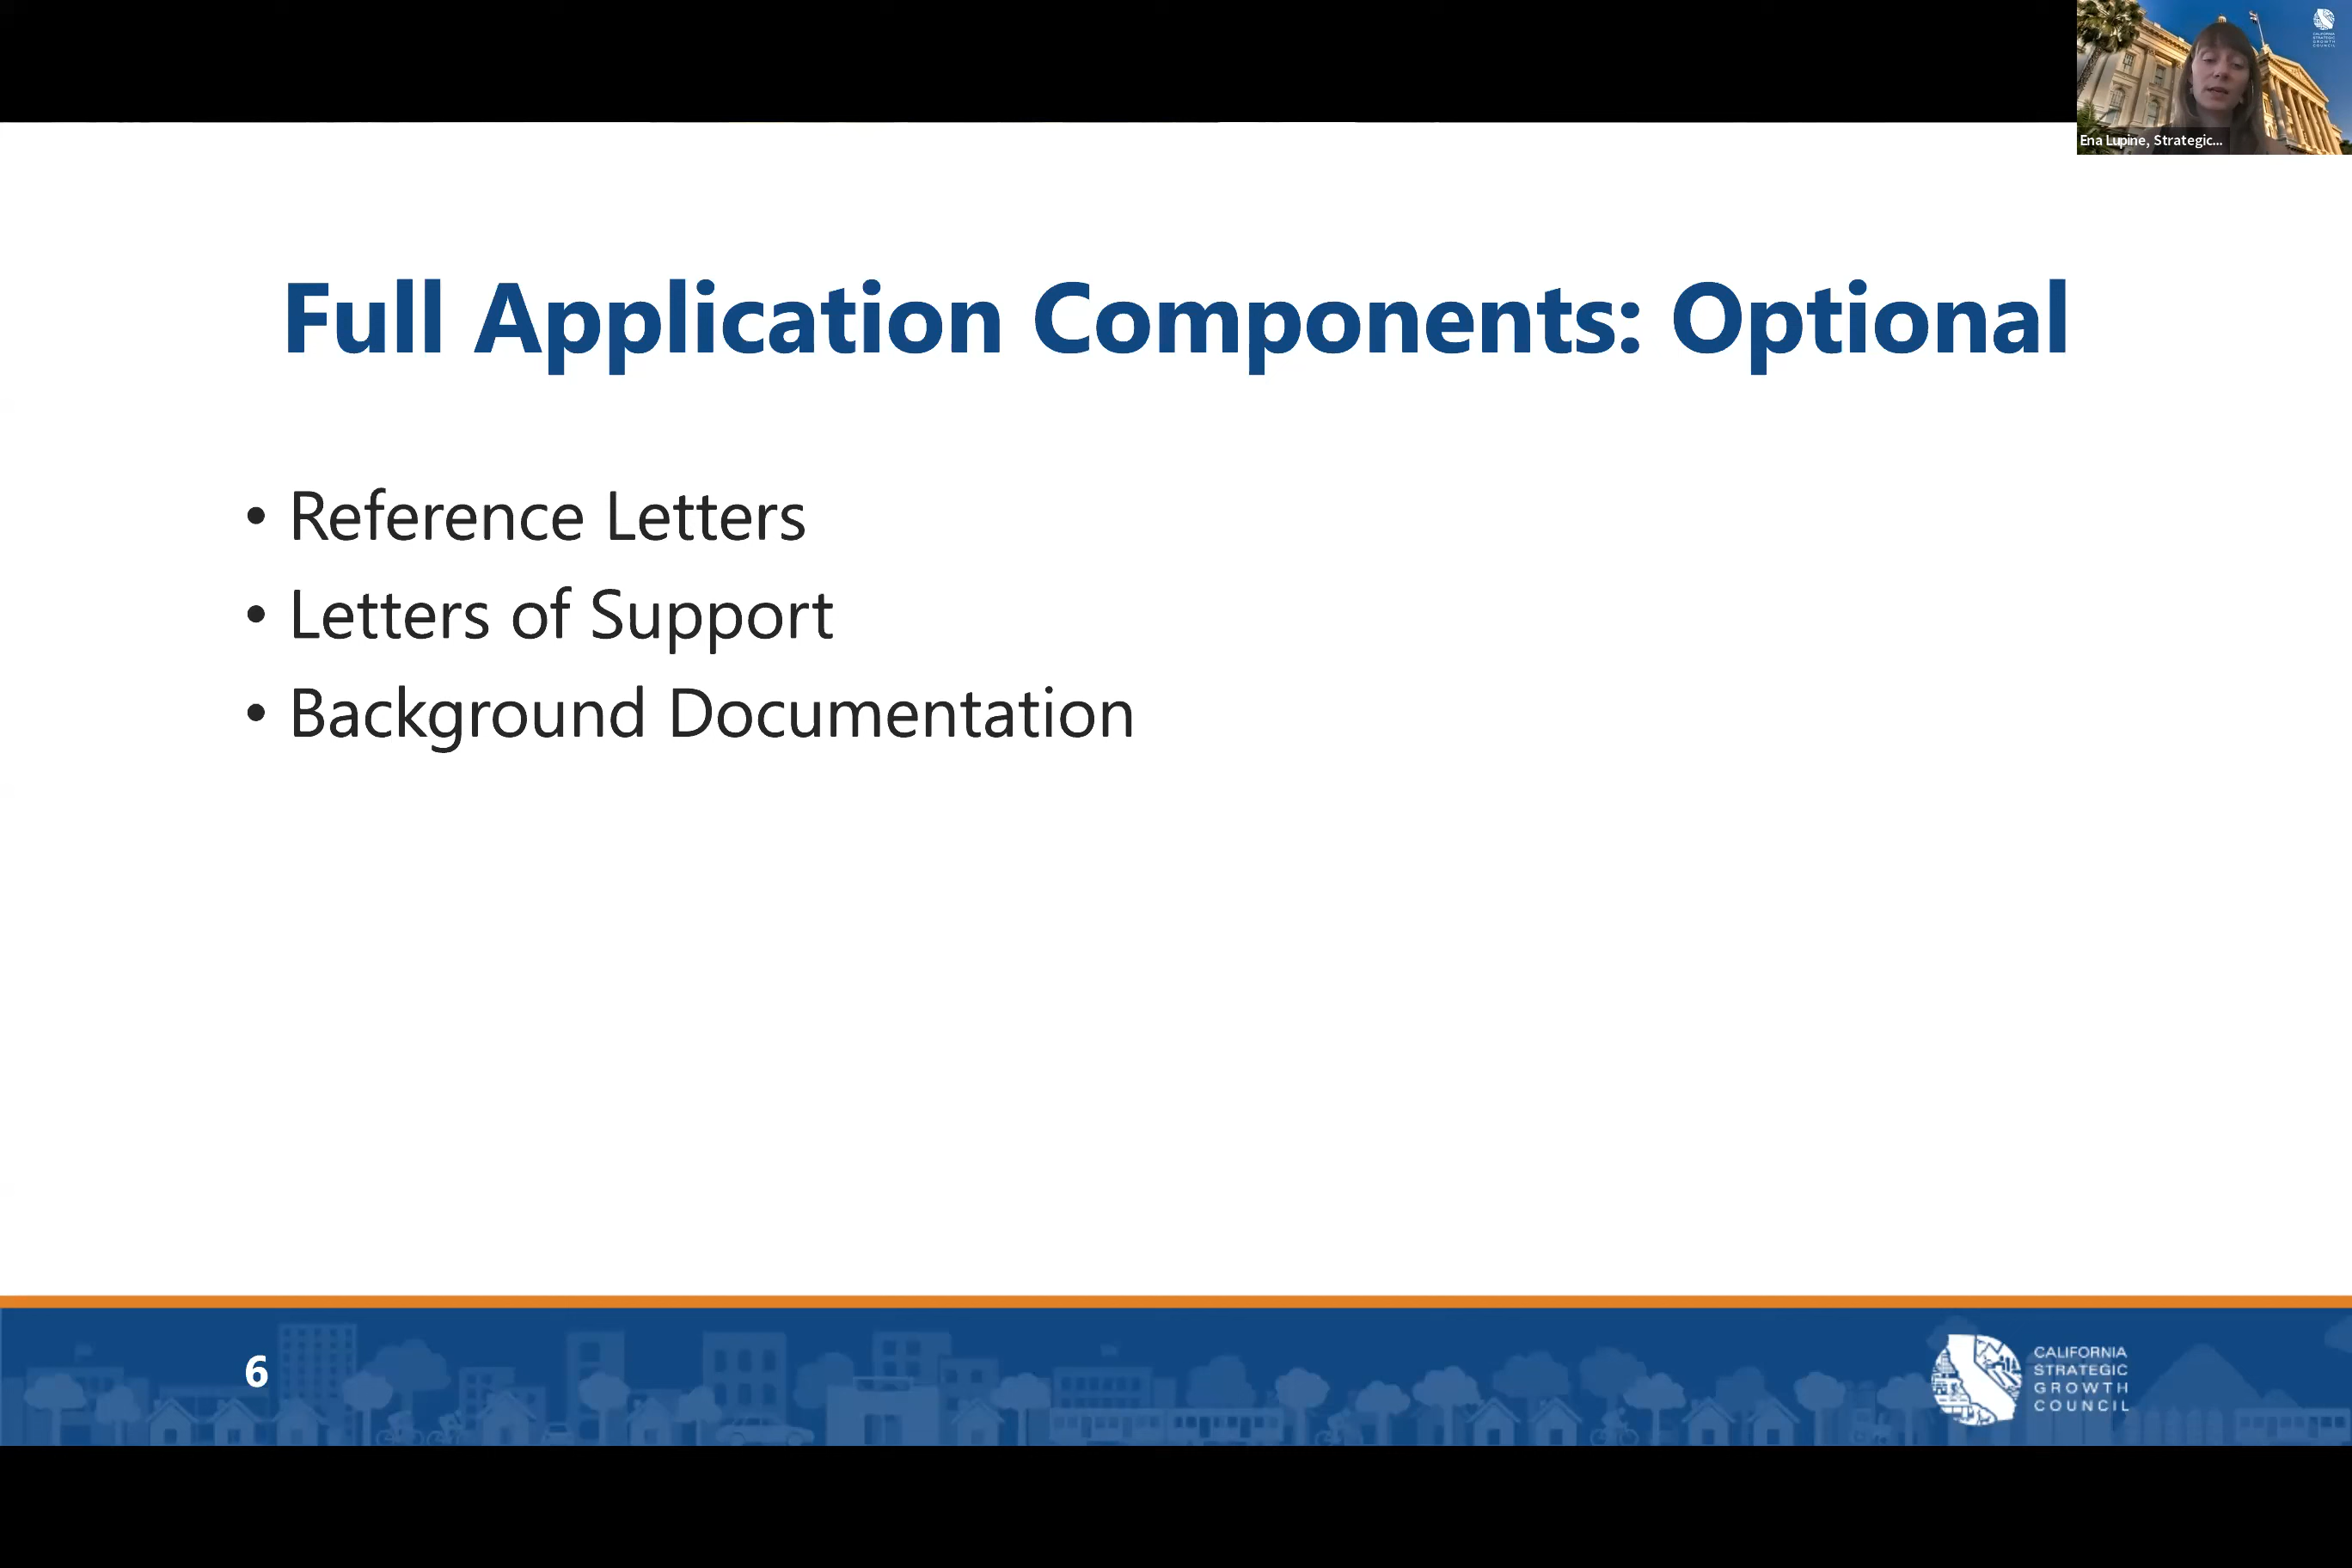 Ena Lupine, Strategic...
Full Application Components: Optional
• Reference Letters
• Letters of Support
• Background Documentation
6
CALIFORNIA
STRATEGIC
GROWTH
COUNCIL